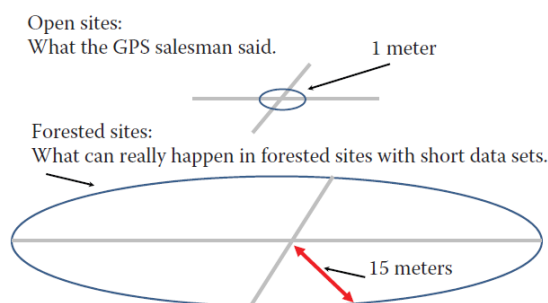 Open sites:
What the GPS salesman said.
1 meter
Forested sites:
What can really happen in forested sites with short data sets.
15 meters